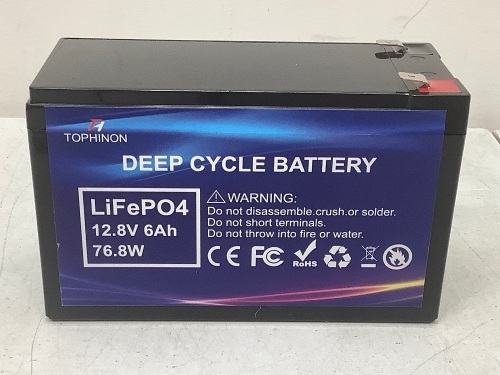 TOPHINON
DEEP CYCLE BATTERY
LiFePO4
12.8V 6Ah
76.8W
WARNING:
Do not disassemble.crush.or solder.
Do not short terminals.
Do not throw into fire or water.
CE FC RoHS